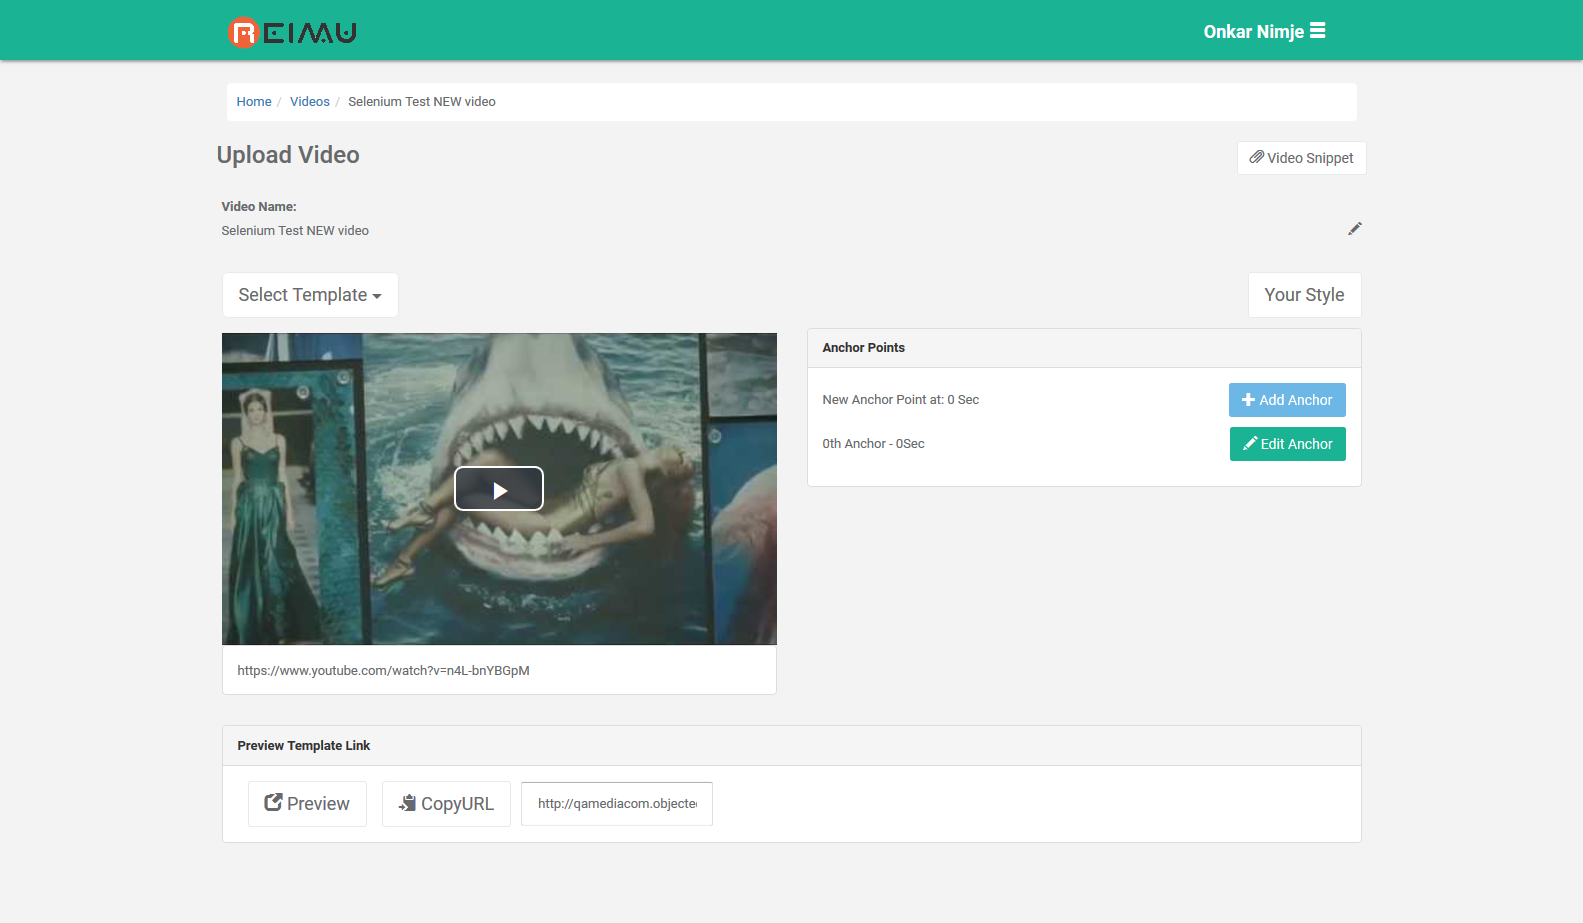 REIMU
Onkar Nimje
Home / Videos / Selenium Test NEW video
Upload Video
Video Snippet
Video Name:
Selenium Test NEW video
Select Template
Your Style
Anchor Points
New Anchor Point at: 0 Sec
Add Anchor
0th Anchor - 0Sec
Edit Anchor
https://www.youtube.com/watch?v=n4L-bnYBGpM
Preview Template Link
Preview
CopyURL
http://qamediacom.objecte